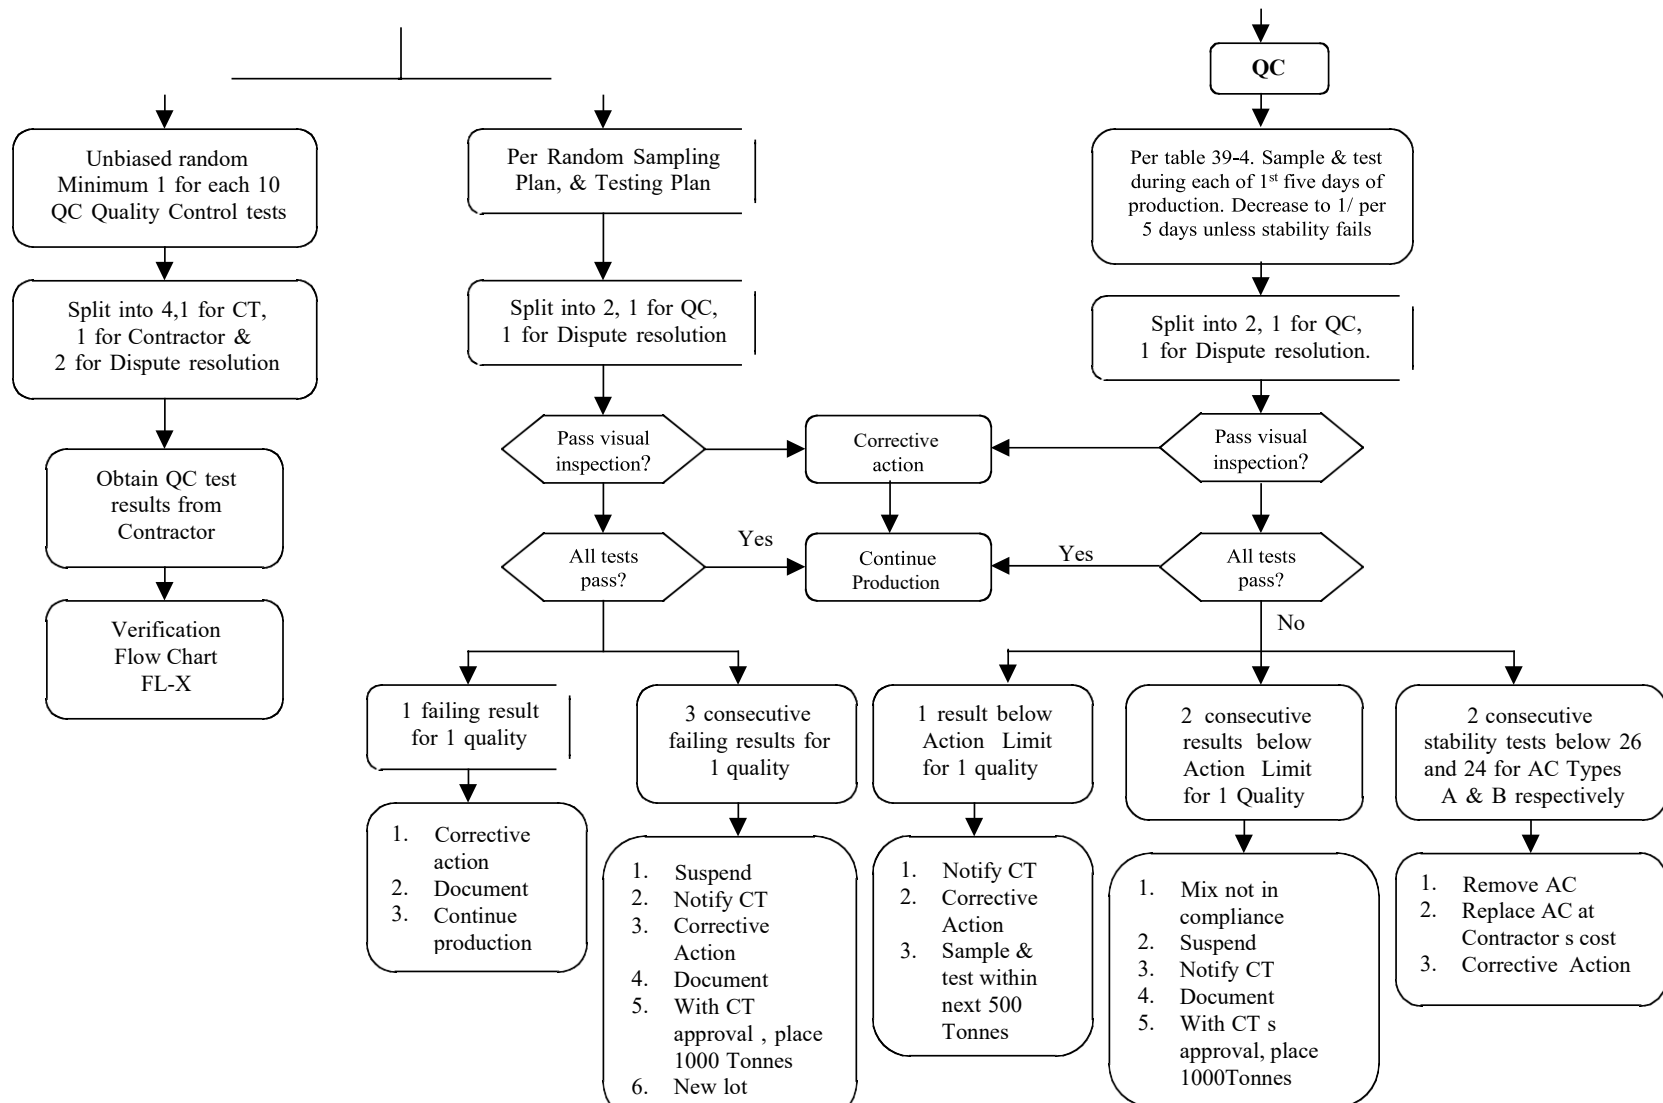 QC
Unbiased random
Minimum 1 for each 10
QC Quality Control tests
Per Random Sampling
Plan, & Testing Plan
Per table 39-4. Sample & test
during each of 1st five days of
production. Decrease to 1/ per
5 days unless stability fails
Split into 4,1 for CT,
1 for Contractor &
2 for Dispute resolution
Split into 2, 1 for QC,
1 for Dispute resolution
Split into 2, 1 for QC,
1 for Dispute resolution.
Pass visual
inspection?
Corrective
action
Pass visual
inspection?
Obtain QC test
results from
Contractor
All tests
pass?
Yes
Continue
Production
Yes
All tests
pass?
No
Verification
Flow Chart
FL-X
1 failing result
for 1 quality
3 consecutive
failing results for
1 quality
1 result below
Action Limit
for 1 quality
2 consecutive
results below
Action Limit
for 1 Quality
2 consecutive
stability tests below 26
and 24 for AC Types
A & B respectively
1. Corrective
action
2. Document
3. Continue
production
1. Suspend
2. Notify CT
3. Corrective
Action
4. Document
5. With CT
approval , place
1000 Tonnes
6. New lot
1. Notify CT
2. Corrective
Action
3. Sample &
test within
next 500
Tonnes
1. Mix not in
compliance
2. Suspend
3. Notify CT
4. Document
5. With CT s
approval, place
1000Tonnes
1. Remove AC
2. Replace AC at
Contractor s cost
3. Corrective Action